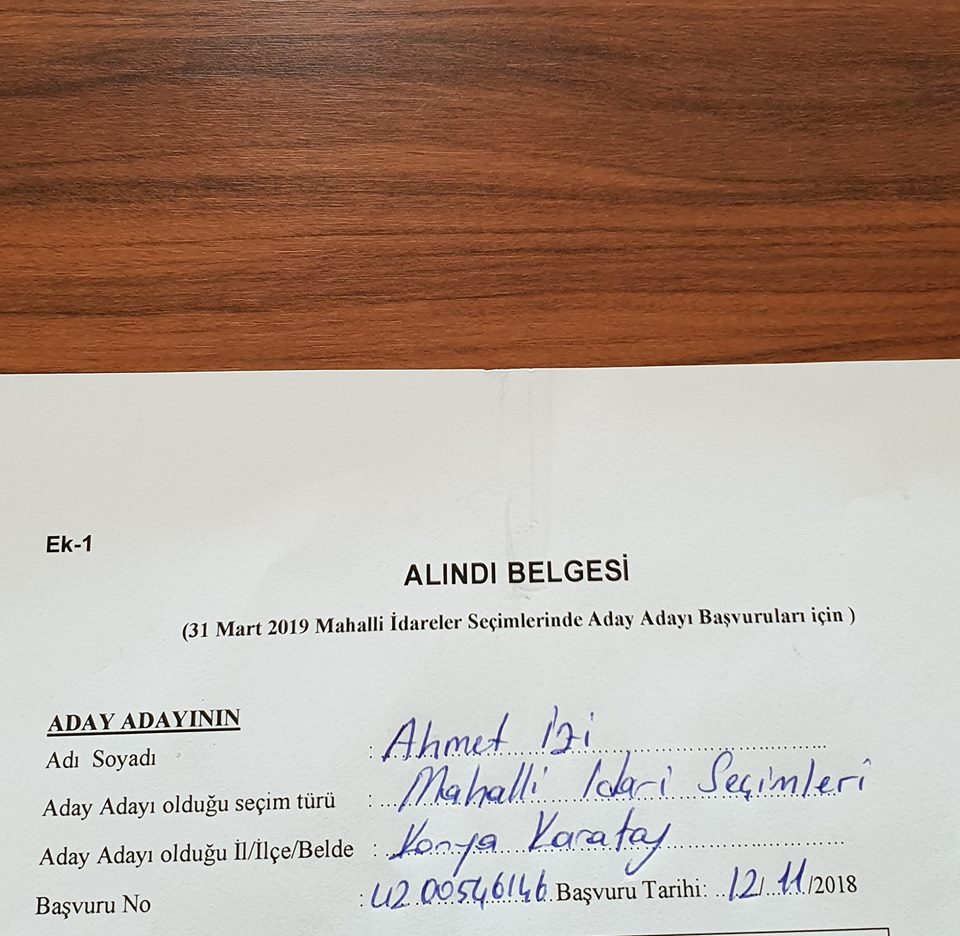 Ek-1
ALINDI BELGESİ
(31 Mart 2019 Mahalli İdareler Seçimlerinde Aday Adayı Başvuruları için )
ADAY ADAYININ
Adı Soyadı : Ahmet İzi
Aday Adayı olduğu seçim türü : Mahalli İdari Seçimleri
Aday Adayı olduğu İl/İlçe/Belde : Konya Karatay
Başvuru No : 4200546146 Başvuru Tarihi: 12/11/2018